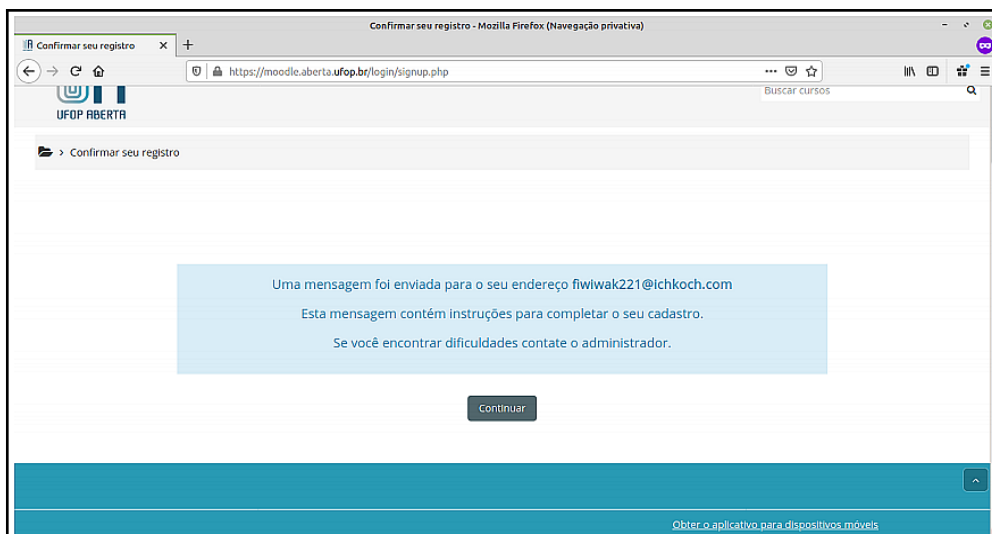 Confirmar seu registro - Mozilla Firefox (Navegação privativa)
Confirmar seu registro
https://moodle.aberta.ufop.br/login/signup.php
UFOP ABERTA
Buscar cursos
> Confirmar seu registro
Uma mensagem foi enviada para o seu endereço fiwiwak221@ichkoch.com
Esta mensagem contém instruções para completar o seu cadastro.
Se você encontrar dificuldades contate o administrador.
Continuar
Obter o aplicativo para dispositivos móveis